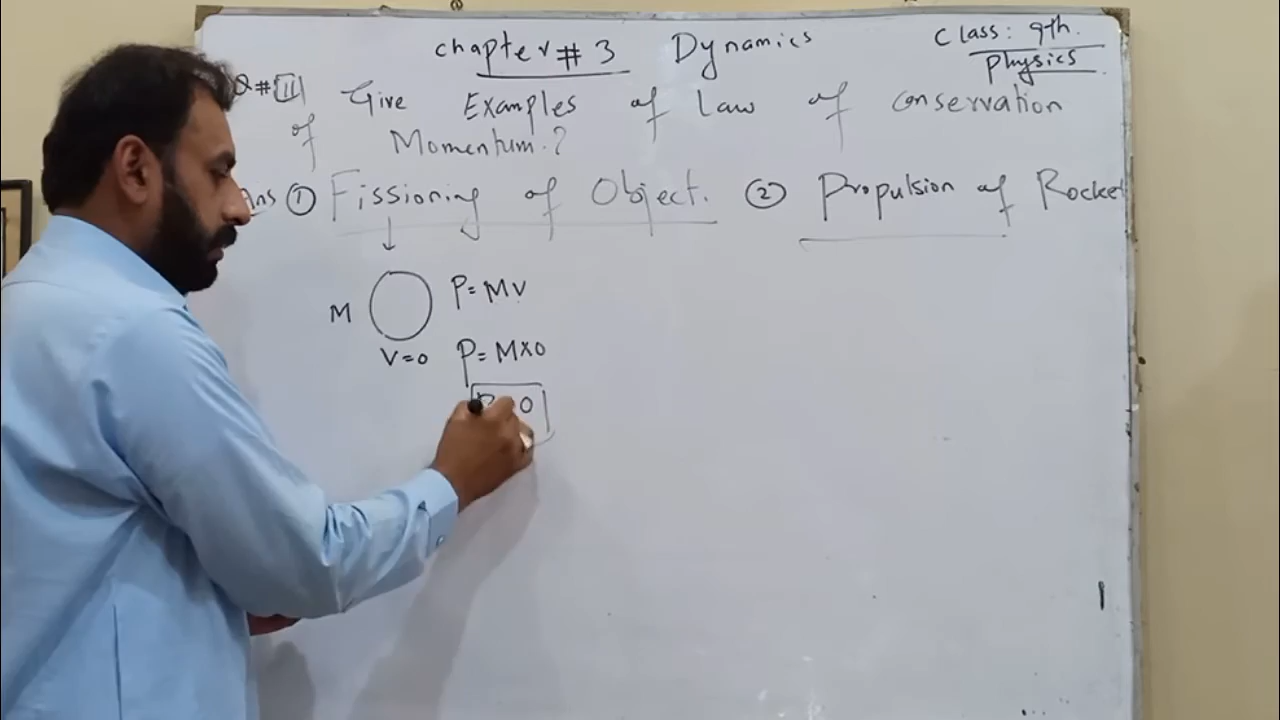 chapter # 3 Dynamics
Class: 9th.
Physics
Q # 11 Give Examples of Law of conservation
of Momentum.?
Ans ① Fissioning of Object. ② Propulsion of Rocket
M P = MV
V=0 P = M×0
P=0